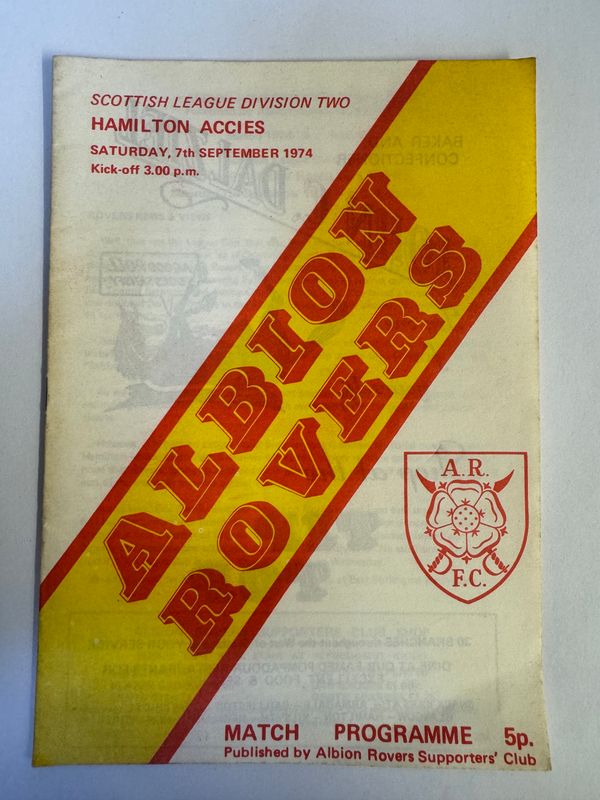 SCOTTISH LEAGUE DIVISION TWO
HAMILTON ACCIES
SATURDAY, 7th SEPTEMBER 1974
Kick-off 3.00 p.m.
ALBION
ROVERS
A. R.
F.C.
MATCH PROGRAMME 5p.
Published by Albion Rovers Supporters' Club